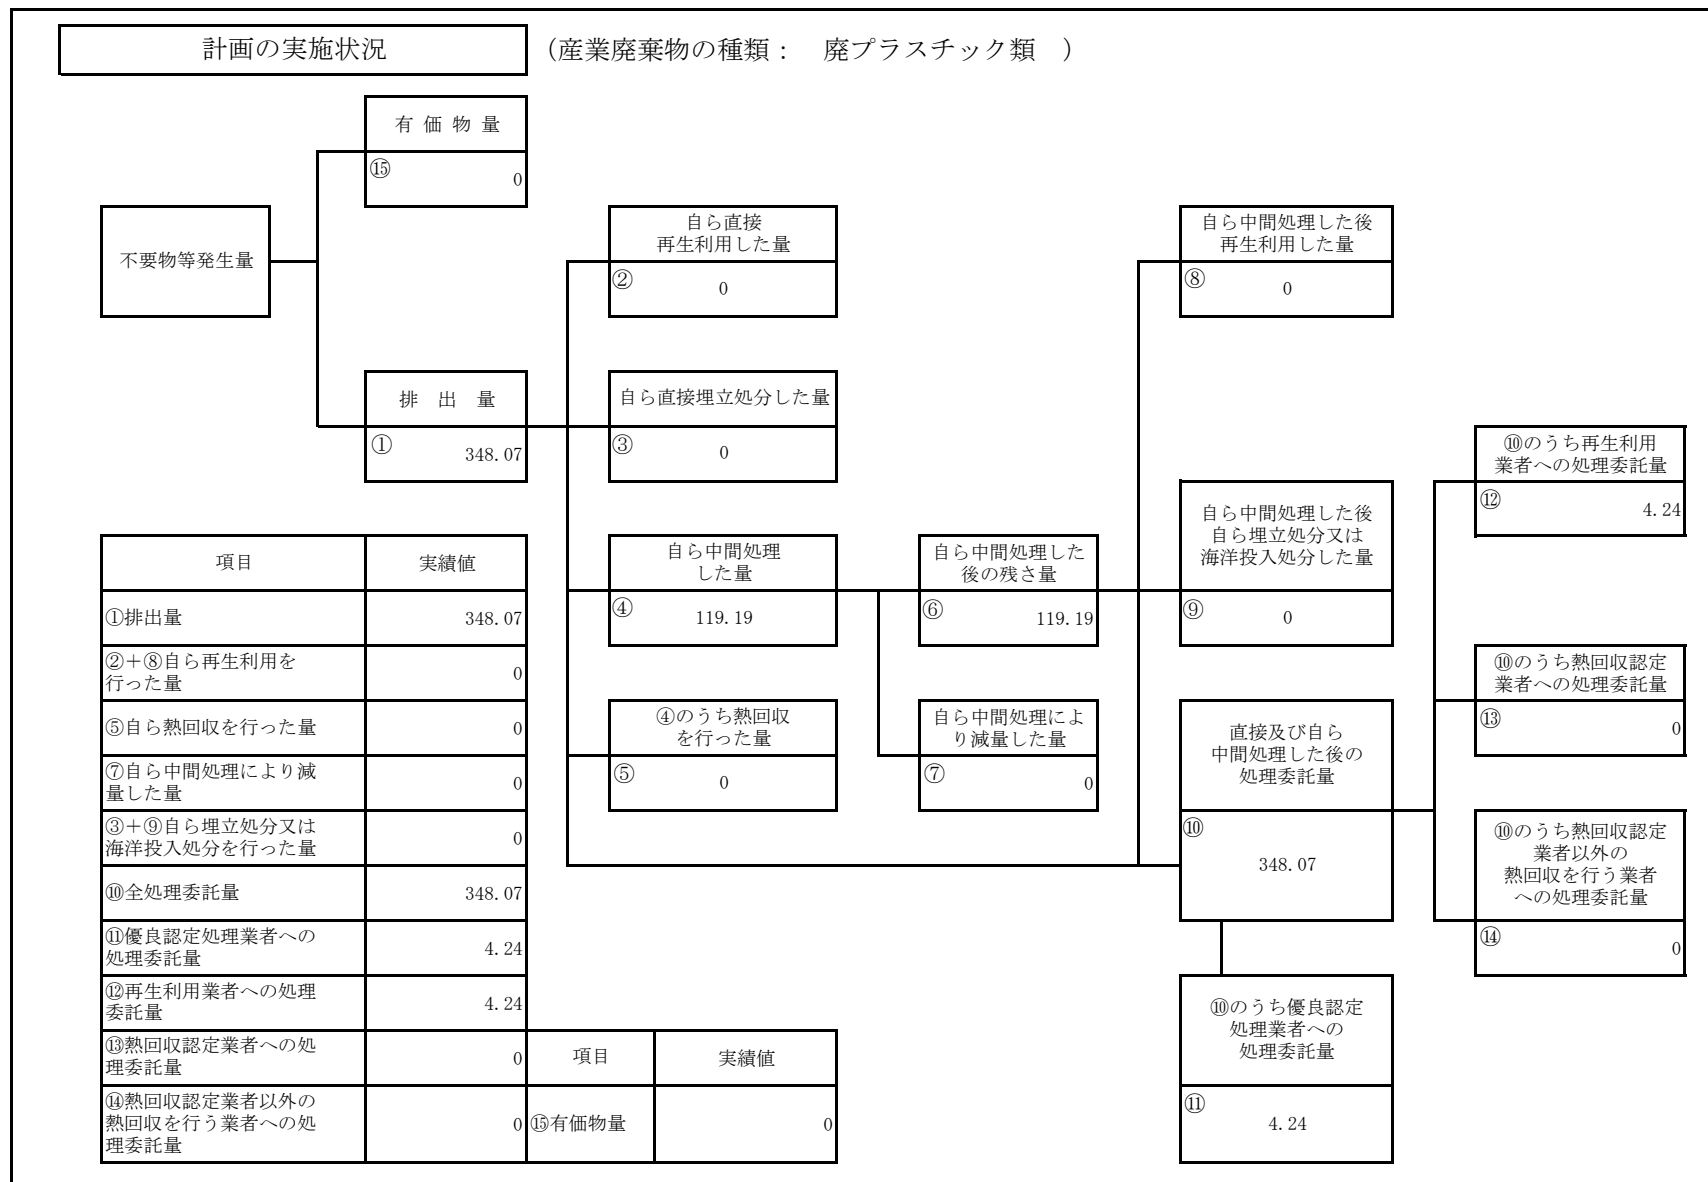 計画の実施状況
（産業廃棄物の種類：　廃プラスチック類　）
有 価 物 量
⑮ 0
不要物等発生量
排　出　量
① 348.07
自ら直接
再生利用した量
② 0
自ら直接埋立処分した量
③ 0
自ら中間処理
した量
④ 119.19
④のうち熱回収
を行った量
⑤ 0
自ら中間処理した
後の残さ量
⑥ 119.19
自ら中間処理によ
り減量した量
⑦ 0
自ら中間処理した後
再生利用した量
⑧ 0
自ら中間処理した後
自ら埋立処分又は
海洋投入処分した量
⑨ 0
直接及び自ら
中間処理した後の
処理委託量
⑩
348.07
⑩のうち優良認定
処理業者への
処理委託量
⑪
4.24
⑩のうち再生利用
業者への処理委託量
⑫ 4.24
⑩のうち熱回収認定
業者への処理委託量
⑬ 0
⑩のうち熱回収認定
業者以外の
熱回収を行う業者
への処理委託量
⑭ 0
項目 実績値
①排出量 348.07
②＋⑧自ら再生利用を
行った量 0
⑤自ら熱回収を行った量 0
⑦自ら中間処理により減
量した量 0
③＋⑨自ら埋立処分又は
海洋投入処分を行った量 0
⑩全処理委託量 348.07
⑪優良認定処理業者への
処理委託量 4.24
⑫再生利用業者への処理
委託量 4.24
⑬熱回収認定業者への処
理委託量 0
⑭熱回収認定業者以外の
熱回収を行う業者への処
理委託量 0
項目 実績値
⑮有価物量 0